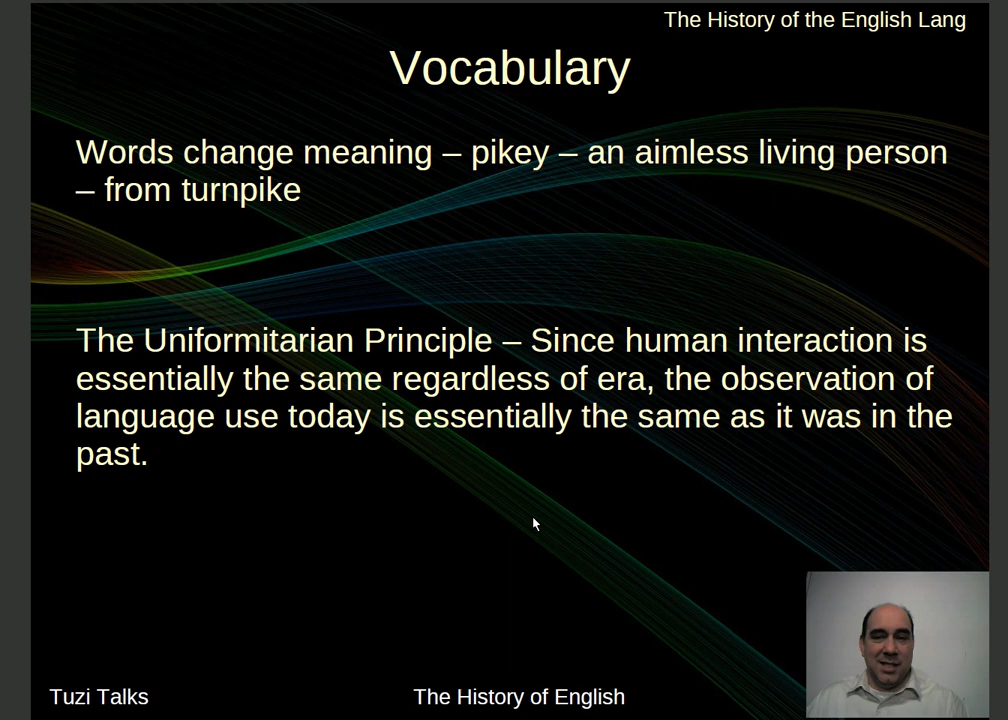 The History of the English Lang
Vocabulary
Words change meaning – pikey – an aimless living person
– from turnpike
The Uniformitarian Principle – Since human interaction is
essentially the same regardless of era, the observation of
language use today is essentially the same as it was in the
past.
Tuzi Talks
The History of English